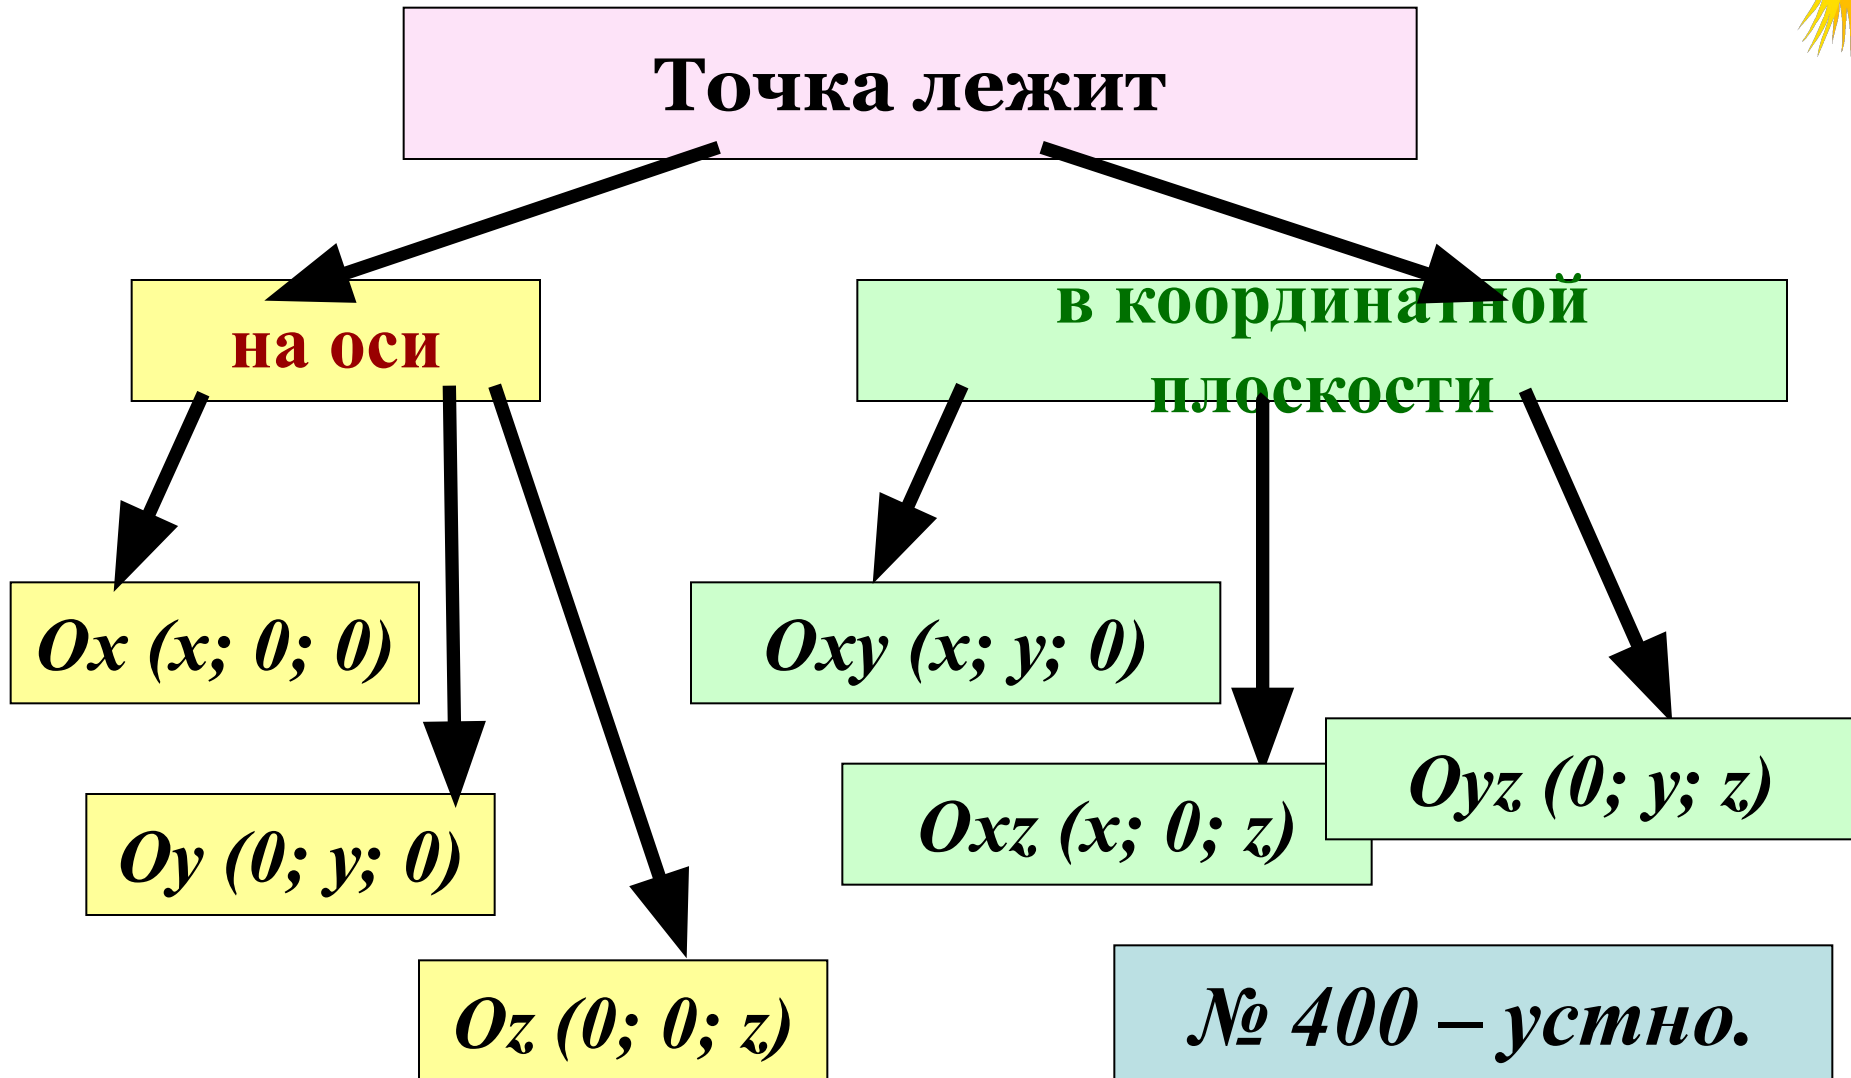 Точка лежит
на оси
в координатной
плоскости
Ox (x; 0; 0)
Oxy (x; y; 0)
Oyz (0; y; z)
Oxz (x; 0; z)
Oy (0; y; 0)
Oz (0; 0; z)
№ 400 – устно.